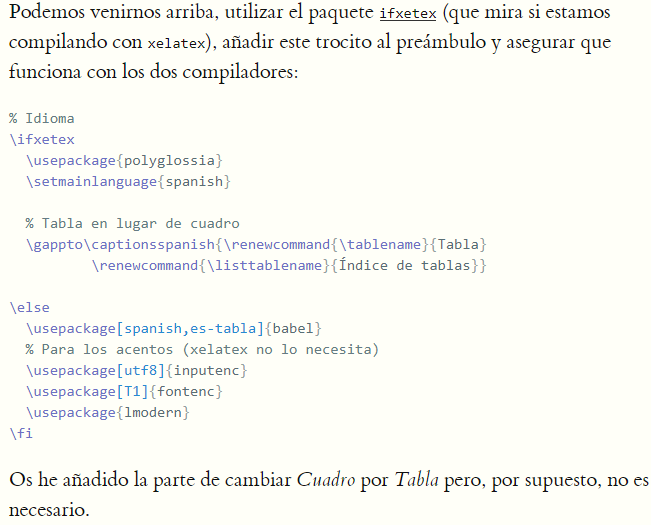 Podemos venirnos arriba, utilizar el paquete ifxetex (que mira si estamos
compilando con xelatex), añadir este trocito al preámbulo y asegurar que
funciona con los dos compiladores:
% Idioma
\ifxetex
  \usepackage{polyglossia}
  \setmainlanguage{spanish}
  % Tabla en lugar de cuadro
  \gappto\captionsspanish{\renewcommand{\tablename}{Tabla}
          \renewcommand{\listtablename}{Índice de tablas}}
\else
  \usepackage[spanish,es-tabla]{babel}
  % Para los acentos (xelatex no lo necesita)
  \usepackage[utf8]{inputenc}
  \usepackage[T1]{fontenc}
  \usepackage{lmodern}
\fi
Os he añadido la parte de cambiar Cuadro por Tabla pero, por supuesto, no es
necesario.